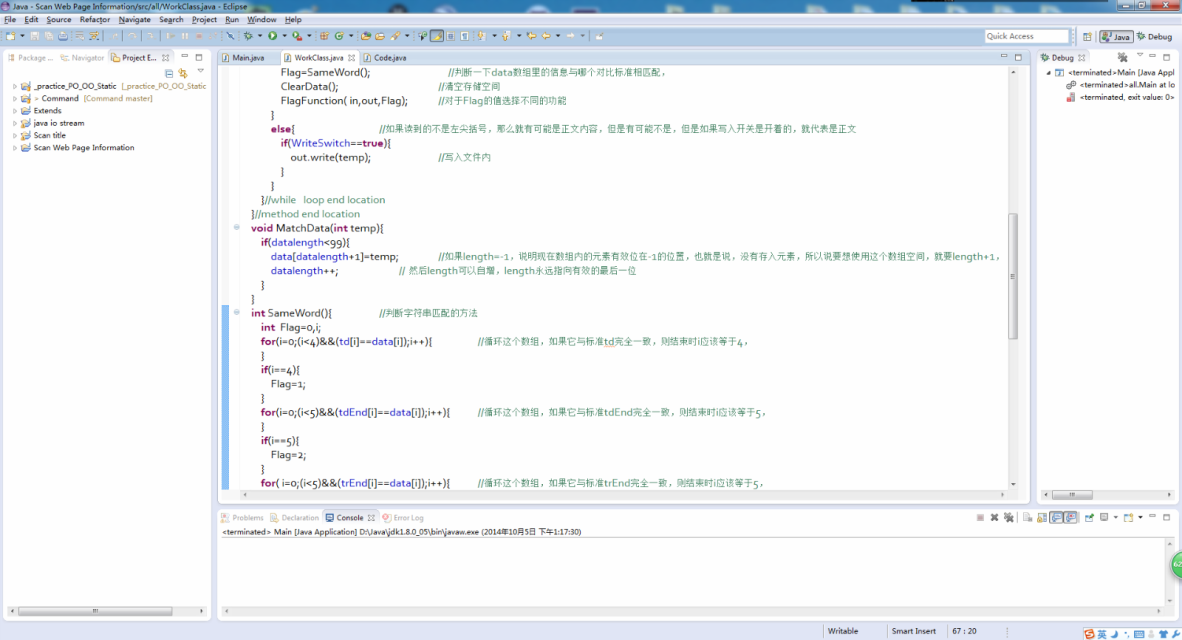 Java - Scan Web Page Information/src/all/WorkClass.java - Eclipse
File Edit Source Refactor Navigate Search Project Run Window Help
Quick Access
Java
Debug
Package ...
Navigator
Project E...
_practice_PO_OO_Static [_practice_PO_OO_Static
> Command [Command master]
Extends
java io stream
Scan title
Scan Web Page Information
Main.java
WorkClass.java
Code.java
Flag=SameWord(); //判断一下data数组里的信息与哪个对比标准相匹配,
ClearData(); //清空存储空间
FlagFunction( in,out,Flag); //对于Flag的值选择不同的功能
}
else{ //如果读到的不是左尖括号，那么就有可能是正文内容，但是有可能不是，但是如果写入开关是开着的，就代表是正文
if(WriteSwitch==true){
out.write(temp); //写入文件内
}
}
}//while loop end location
}//method end location
void MatchData(int temp){
if(datalength<99){
data[datalength+1]=temp; //如果length=-1，说明现在数组内的元素有效位在-1的位置，也就是说，没有存入元素，所以说要想使用这个数组空间，就要length+1，
datalength++; // 然后length可以自增，length永远指向有效的最后一位
}
}
int SameWord(){ //判断字符串匹配的方法
int Flag=0,i;
for(i=0;(i<4)&&(td[i]==data[i]);i++){ //循环这个数组，如果它与标准td完全一致，则结束时i应该等于4，
}
if(i==4){
Flag=1;
}
for(i=0;(i<5)&&(tdEnd[i]==data[i]);i++){ //循环这个数组，如果它与标准tdEnd完全一致，则结束时i应该等于5，
}
if(i==5){
Flag=2;
}
for( i=0;(i<5)&&(trEnd[i]==data[i]);i++){ //循环这个数组，如果它与标准trEnd完全一致，则结束时i应该等于5，
Debug
<terminated>Main [Java Appl
<terminated>all.Main at lo
<terminated, exit value: 0>
Problems
Declaration
Console
Error Log
<terminated> Main [Java Application] D:\Java\jdk1.8.0_05\bin\javaw.exe (2014年10月5日 下午1:17:30)
Writable
Smart Insert
67 : 20
英